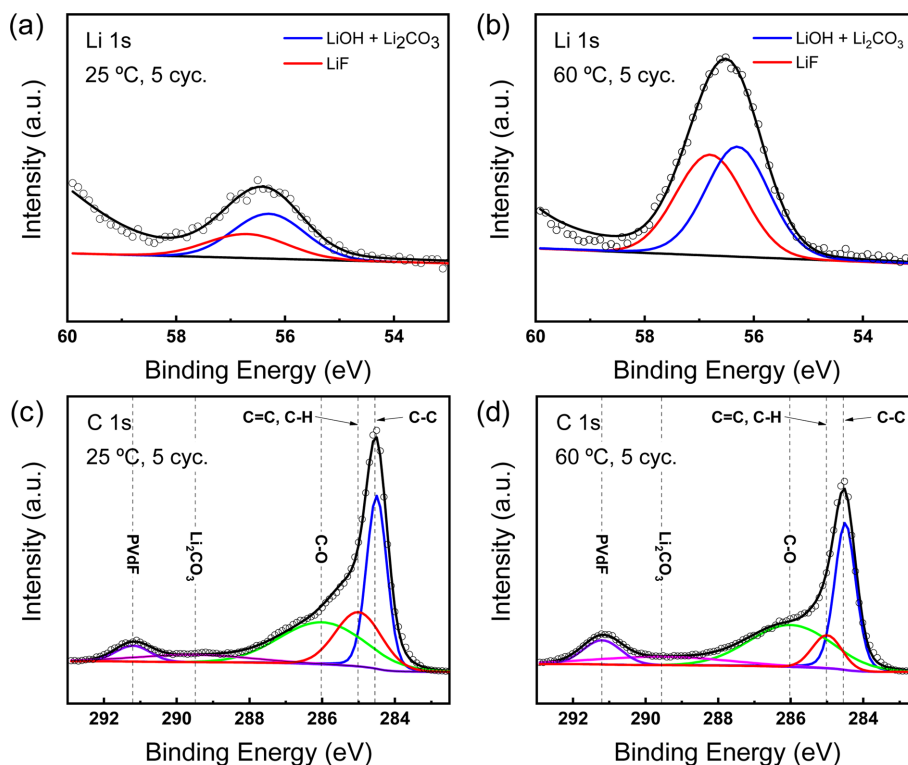 (a)
Li 1s
25 ºC, 5 cyc.
LiOH + Li₂CO₃
LiF
Intensity (a.u.)
60
58
56
54
Binding Energy (eV)
(b)
Li 1s
60 ºC, 5 cyc.
LiOH + Li₂CO₃
LiF
Intensity (a.u.)
60
58
56
54
Binding Energy (eV)
(c)
C 1s
25 ºC, 5 cyc.
C=C, C-H
C-C
PVdF
Li₂CO₃
C-O
Intensity (a.u.)
292
290
288
286
284
Binding Energy (eV)
(d)
C 1s
60 ºC, 5 cyc.
C=C, C-H
C-C
PVdF
Li₂CO₃
C-O
Intensity (a.u.)
292
290
288
286
284
Binding Energy (eV)